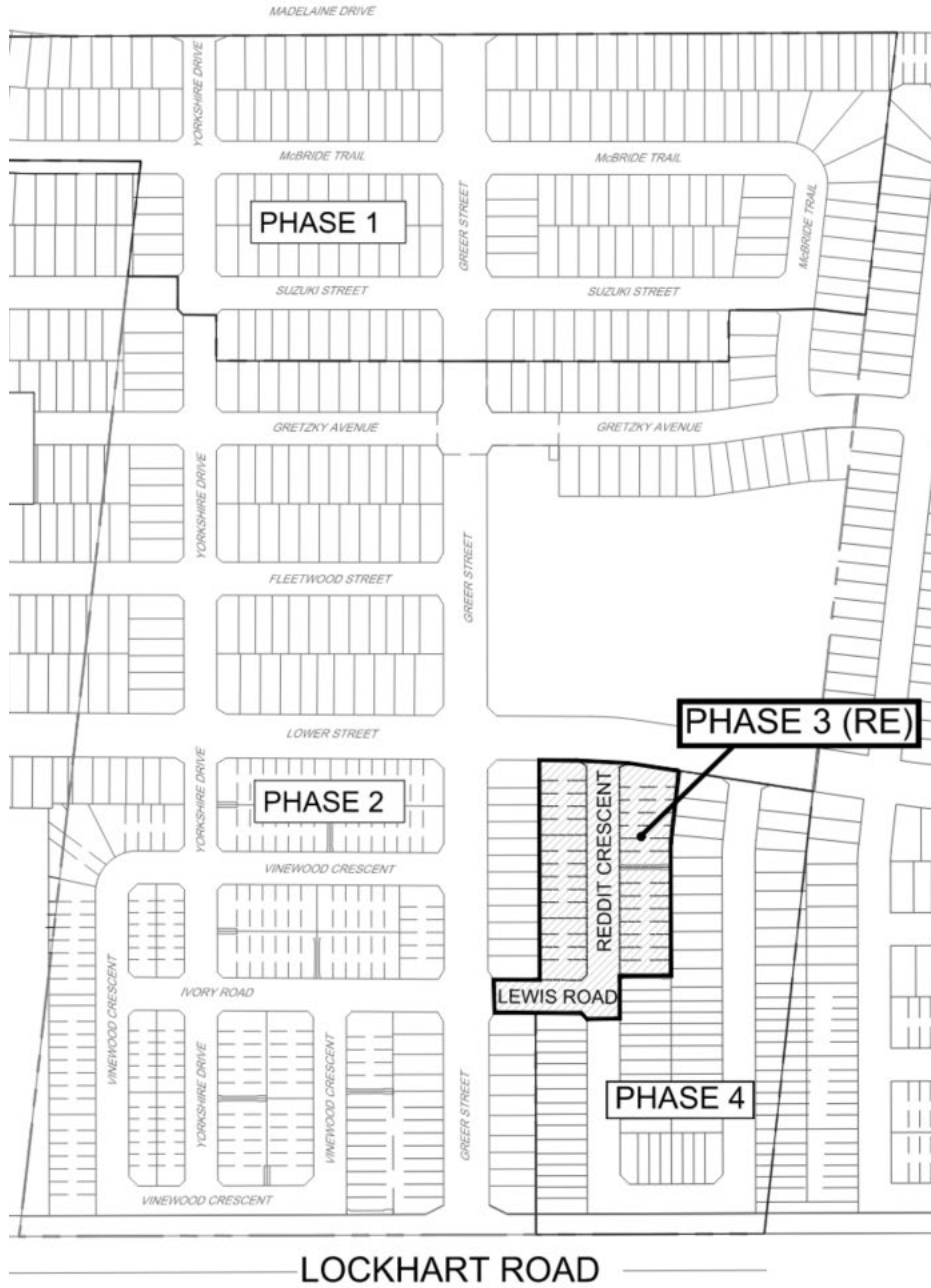 MADELAINE DRIVE
YORKSHIRE DRIVE
McBRIDE TRAIL
McBRIDE TRAIL
PHASE 1
GREER STREET
McBRIDE TRAIL
SUZUKI STREET
SUZUKI STREET
GRETZKY AVENUE
GRETZKY AVENUE
YORKSHIRE DRIVE
FLEETWOOD STREET
GREER STREET
LOWER STREET
PHASE 3 (RE)
YORKSHIRE DRIVE
PHASE 2
REDDIT CRESCENT
VINEWOOD CRESCENT
VINEWOOD CRESCENT
IVORY ROAD
LEWIS ROAD
YORKSHIRE DRIVE
VINEWOOD CRESCENT
GREER STREET
PHASE 4
VINEWOOD CRESCENT
LOCKHART ROAD